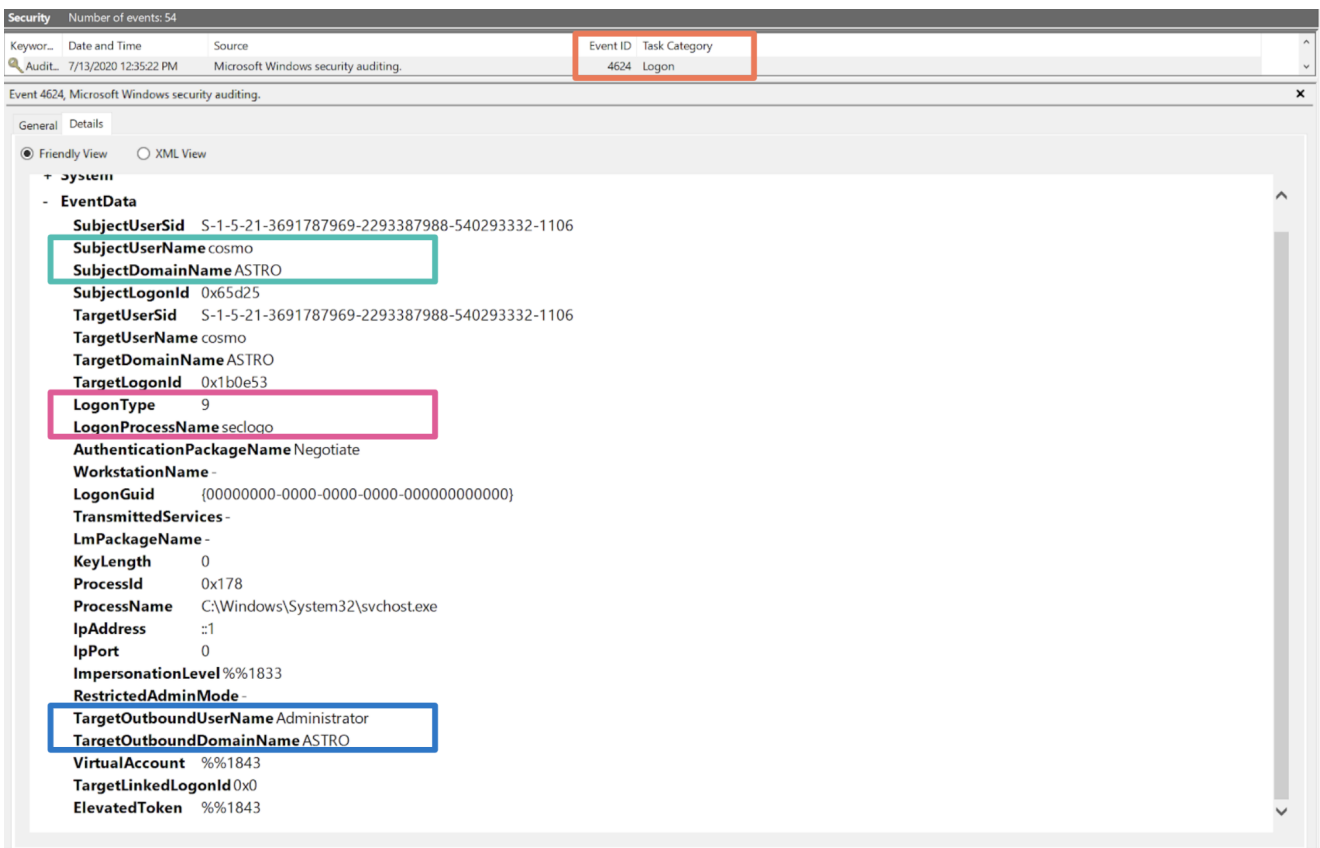 Security Number of events: 54
Keywor... Date and Time Source Event ID Task Category
Audit... 7/13/2020 12:35:22 PM Microsoft Windows security auditing. 4624 Logon
Event 4624, Microsoft Windows security auditing.
General Details
Friendly View XML View
+ System
- EventData
SubjectUserSid S-1-5-21-3691787969-2293387988-540293332-1106
SubjectUserName cosmo
SubjectDomainName ASTRO
SubjectLogonId 0x65d25
TargetUserSid S-1-5-21-3691787969-2293387988-540293332-1106
TargetUserName cosmo
TargetDomainName ASTRO
TargetLogonId 0x1b0e53
LogonType 9
LogonProcessName seclogo
AuthenticationPackageName Negotiate
WorkstationName -
LogonGuid {00000000-0000-0000-0000-000000000000}
TransmittedServices -
LmPackageName -
KeyLength 0
ProcessId 0x178
ProcessName C:\Windows\System32\svchost.exe
IpAddress ::1
IpPort 0
ImpersonationLevel %%1833
RestrictedAdminMode -
TargetOutboundUserName Administrator
TargetOutboundDomainName ASTRO
VirtualAccount %%1843
TargetLinkedLogonId 0x0
ElevatedToken %%1843